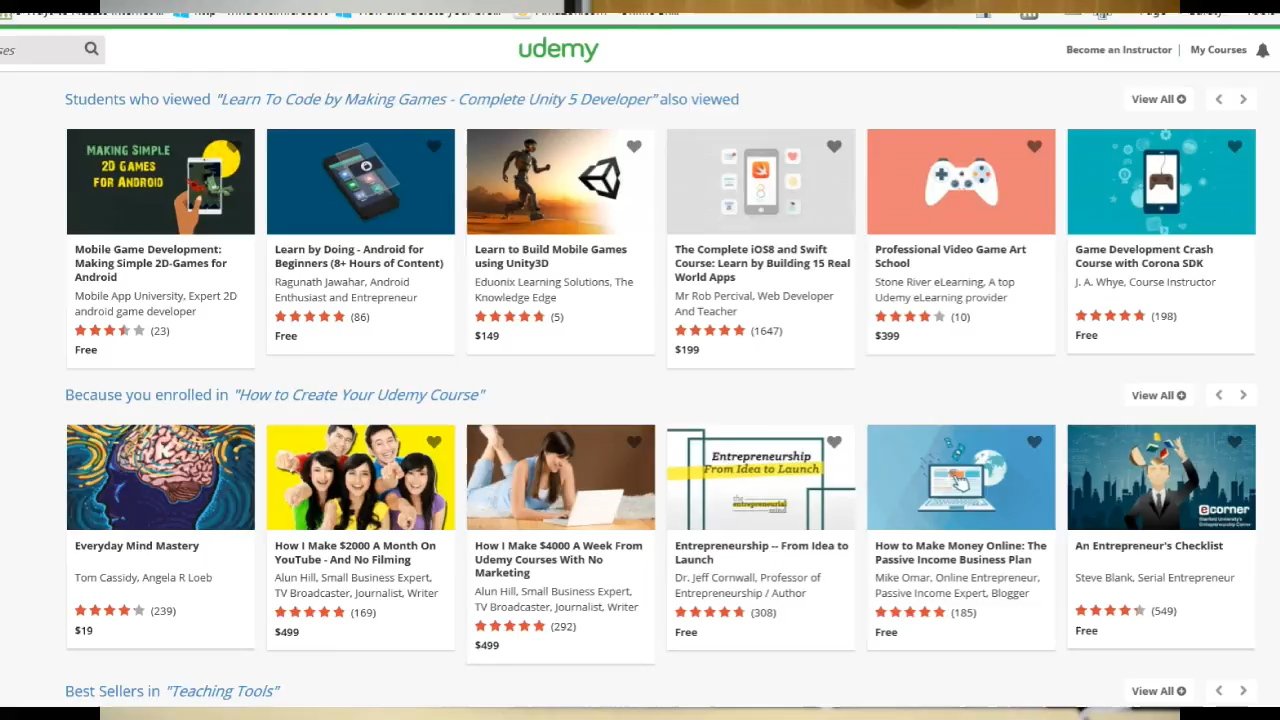 ses
udemy
Become an Instructor
My Courses
Students who viewed "Learn To Code by Making Games - Complete Unity 5 Developer" also viewed
View All
MAKING SIMPLE
2D GAMES
FOR ANDROID
Mobile Game Development:
Making Simple 2D-Games for
Android
Mobile App University, Expert 2D
android game developer
(23)
Free
Learn by Doing - Android for
Beginners (8+ Hours of Content)
Ragunath Jawahar, Android
Enthusiast and Entrepreneur
(86)
Free
Learn to Build Mobile Games
using Unity3D
Eduonix Learning Solutions, The
Knowledge Edge
(5)
$149
8
The Complete iOS8 and Swift
Course: Learn by Building 15 Real
World Apps
Mr Rob Percival, Web Developer
And Teacher
(1647)
$199
Professional Video Game Art
School
Stone River eLearning, A top
Udemy eLearning provider
(10)
$399
Game Development Crash
Course with Corona SDK
J. A. Whye, Course Instructor
(198)
Free
Because you enrolled in "How to Create Your Udemy Course"
View All
Everyday Mind Mastery
Tom Cassidy, Angela R Loeb
(239)
$19
How I Make $2000 A Month On
YouTube - And No Filming
Alun Hill, Small Business Expert,
TV Broadcaster, Journalist, Writer
(169)
$499
How I Make $4000 A Week From
Udemy Courses With No
Marketing
Alun Hill, Small Business Expert,
TV Broadcaster, Journalist, Writer
(292)
$499
Entrepreneurship
From Idea to Launch
the
entrepreneurial
mind
Entrepreneurship -- From Idea to
Launch
Dr. Jeff Cornwall, Professor of
Entrepreneurship / Author
(308)
Free
How to Make Money Online: The
Passive Income Business Plan
Mike Omar, Online Entrepreneur,
Passive Income Expert, Blogger
(185)
Free
ecorner
Stanford University's
Entrepreneurship Corner
An Entrepreneur's Checklist
Steve Blank, Serial Entrepreneur
(549)
Free
Best Sellers in "Teaching Tools"
View All